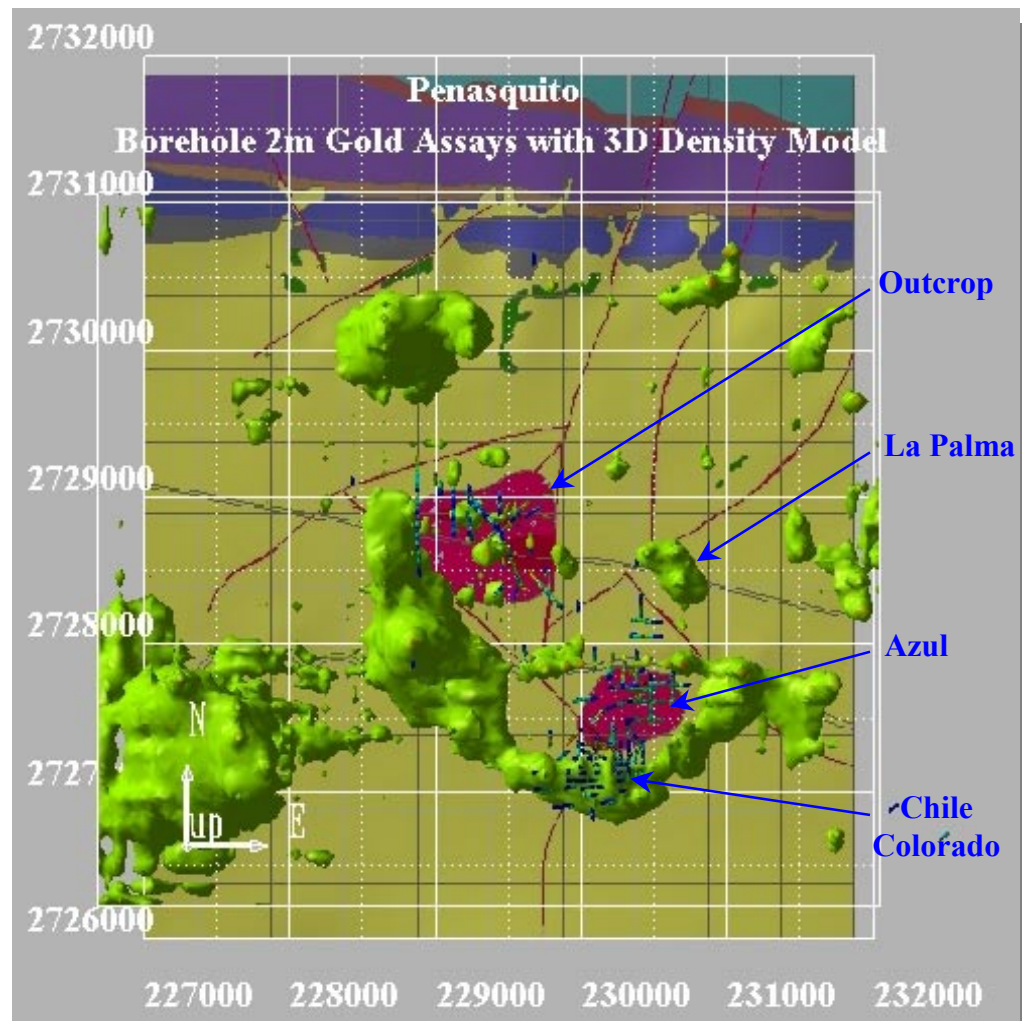 2732000
Penasquito
Borehole 2m Gold Assays with 3D Density Model
2731000
Outcrop
2730000
La Palma
2729000
2728000
Azul
N
2727
Chile
Colorado
up E
2726000
227000 228000 229000 230000 231000 232000